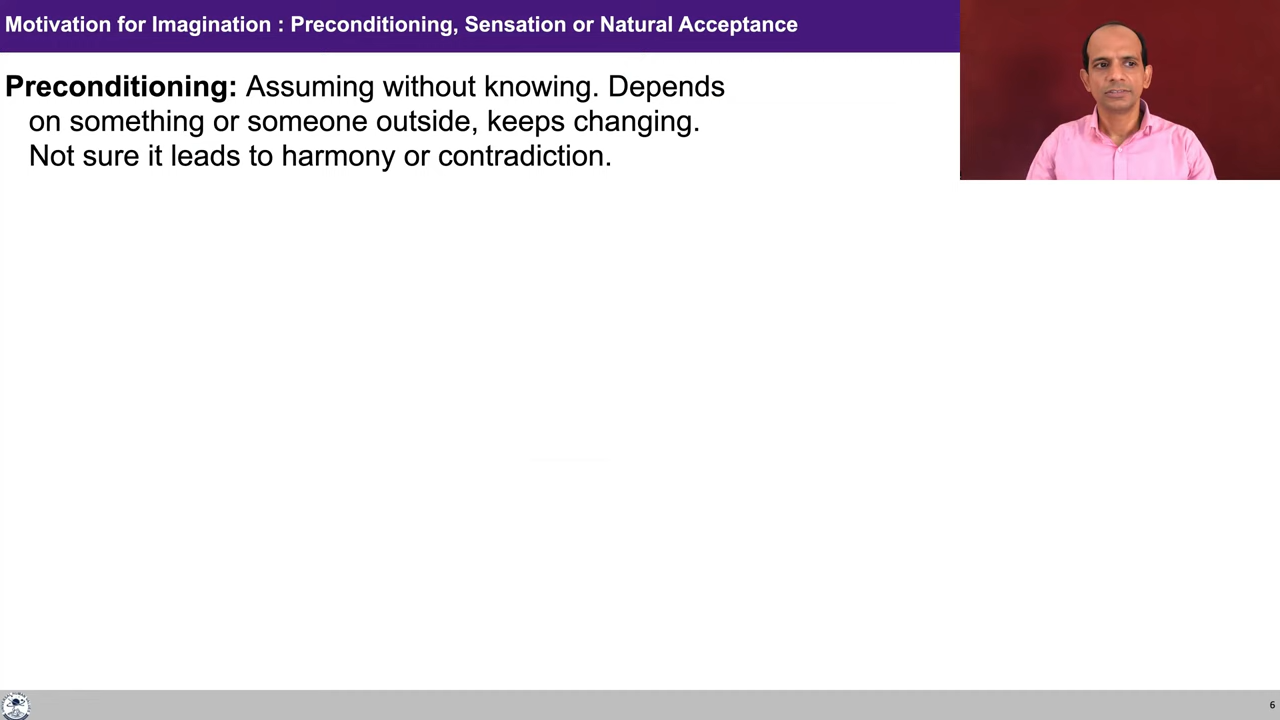 Motivation for Imagination : Preconditioning, Sensation or Natural Acceptance
Preconditioning: Assuming without knowing. Depends
on something or someone outside, keeps changing.
Not sure it leads to harmony or contradiction.
6